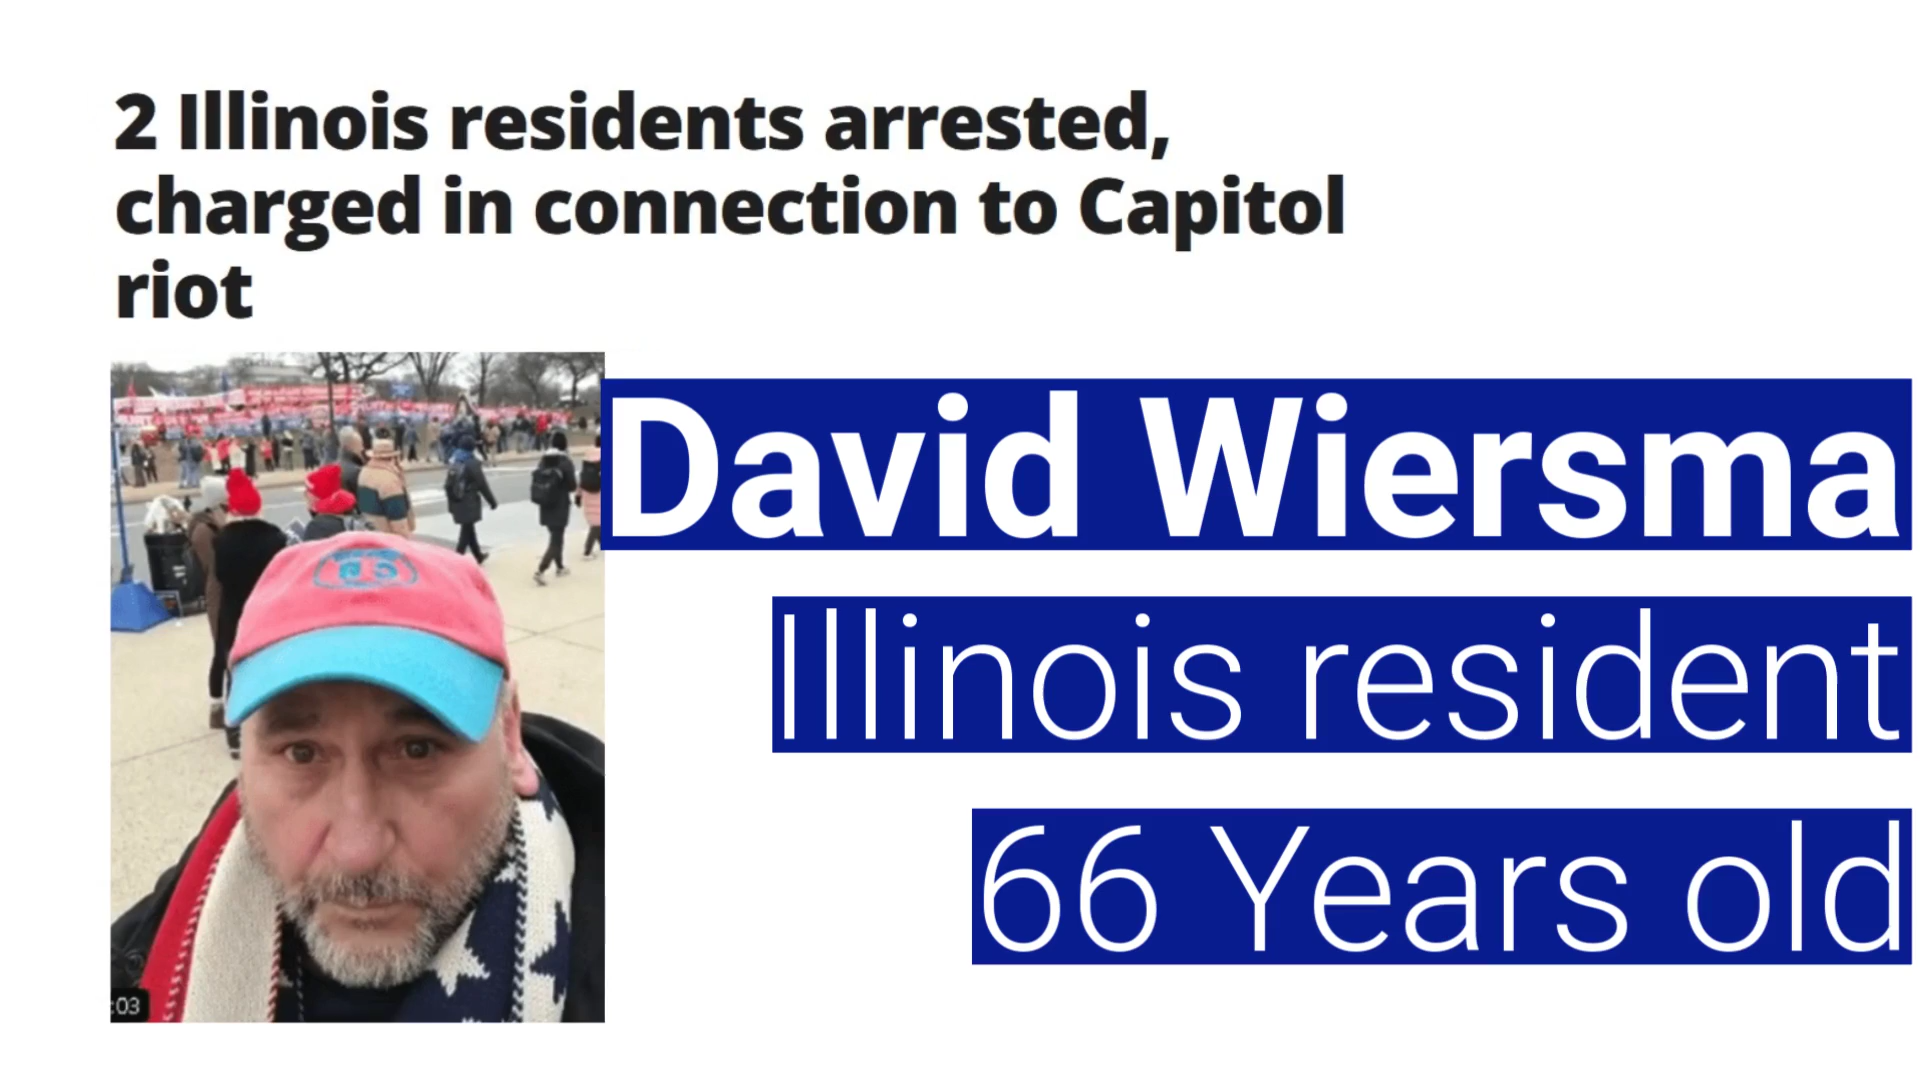 2 Illinois residents arrested,
charged in connection to Capitol
riot
David Wiersma
Illinois resident
66 Years old
:03